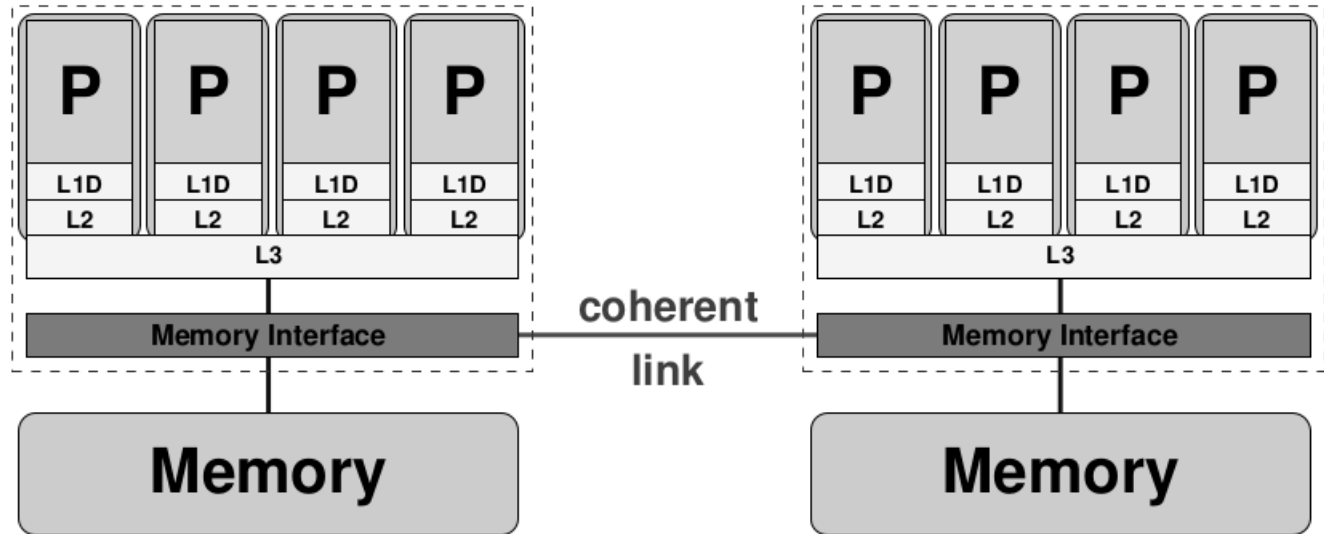 P P P P P P P P
L1D L1D L1D L1D L1D L1D L1D L1D
L2 L2 L2 L2 L2 L2 L2 L2
L3 L3
coherent
Memory Interface Memory Interface
link
Memory Memory